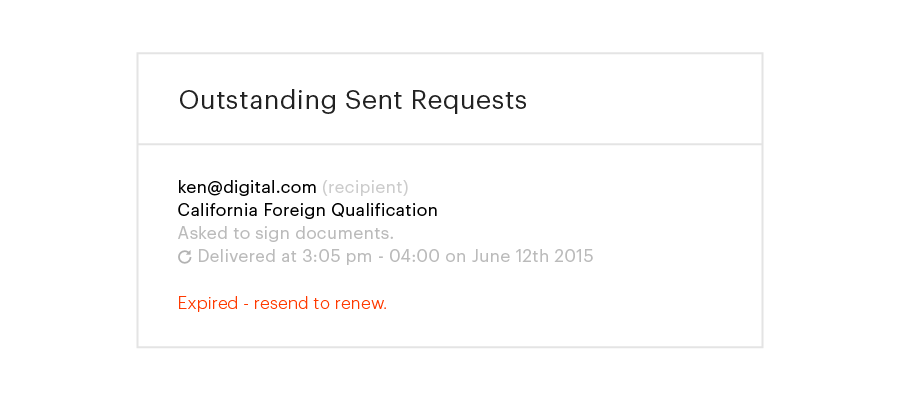 Outstanding Sent Requests
ken@digital.com (recipient)
California Foreign Qualification
Asked to sign documents.
Delivered at 3:05 pm - 04:00 on June 12th 2015
Expired - resend to renew.